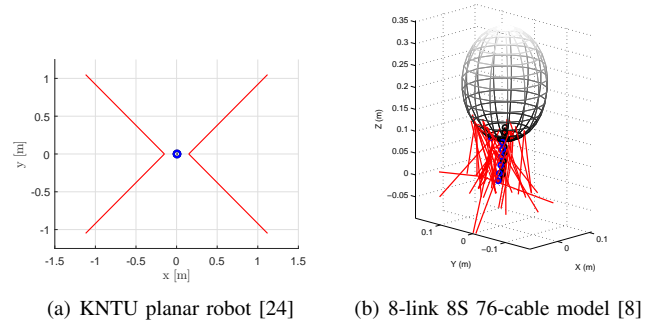 1
0.5
0
-0.5
-1
y [m]
-1.5 -1 -0.5 0 0.5 1 1.5
x [m]
(a) KNTU planar robot [24]
0.35
0.3
0.25
0.2
0.15
0.1
0.05
0
-0.05
Z (m)
0.1 0 -0.1
Y (m)
0 0.1
X (m)
(b) 8-link 8S 76-cable model [8]